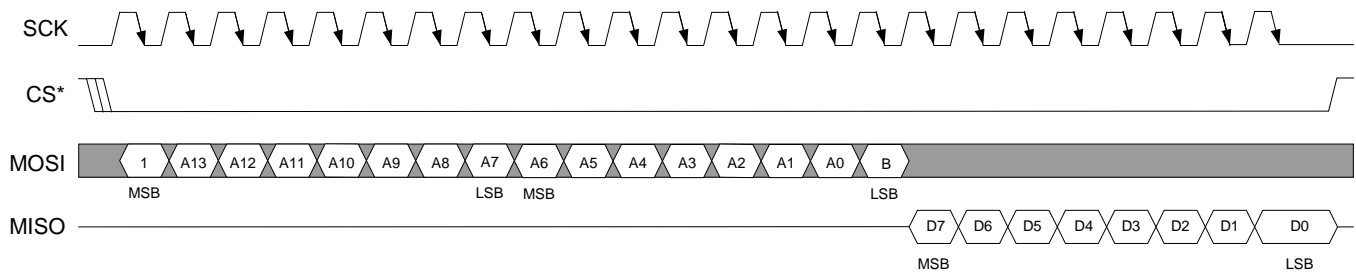 SCK
CS*
MOSI 1 A13 A12 A11 A10 A9 A8 A7 A6 A5 A4 A3 A2 A1 A0 B
MSB LSB MSB LSB
MISO D7 D6 D5 D4 D3 D2 D1 D0
MSB LSB